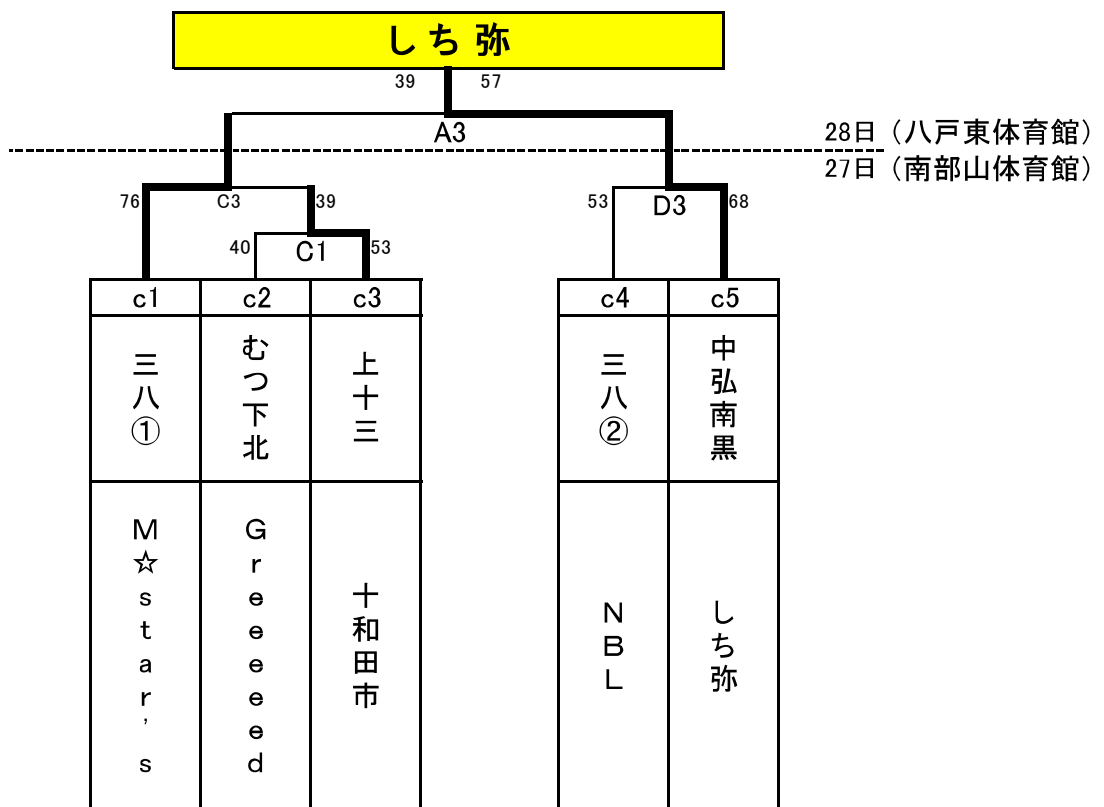 しち弥
39 57
A3
28日（八戸東体育館）
27日（南部山体育館）
76 C3 39
53 D3 68
40 C1 53
c1 c2 c3 c4 c5
三八①
むつ下北
上十三
三八②
中弘南黒
M☆star's
Greeeeed
十和田市
NBL
しち弥